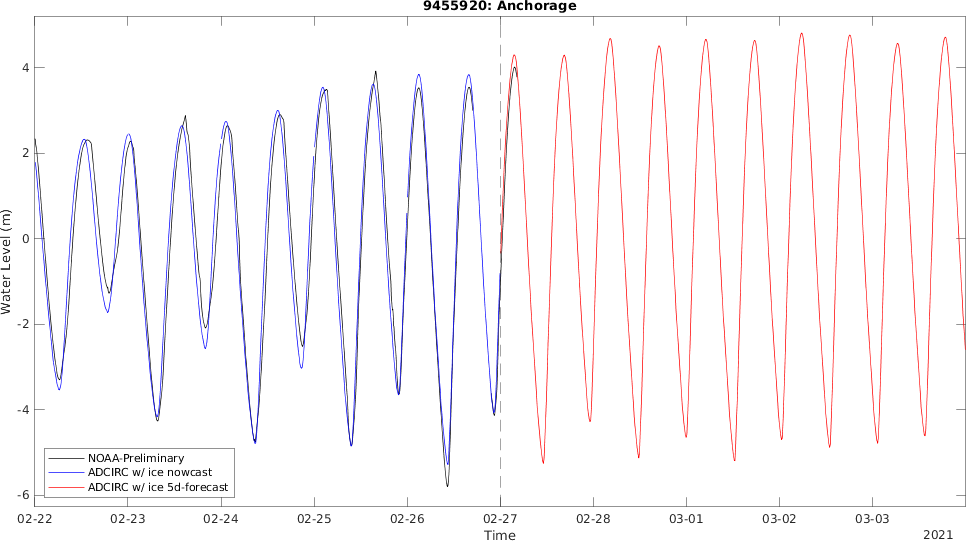 9455920: Anchorage
Water Level (m)
4
2
0
-2
-4
-6
NOAA-Preliminary
ADCIRC w/ ice nowcast
ADCIRC w/ ice 5d-forecast
02-22 02-23 02-24 02-25 02-26 02-27 02-28 03-01 03-02 03-03
Time
2021